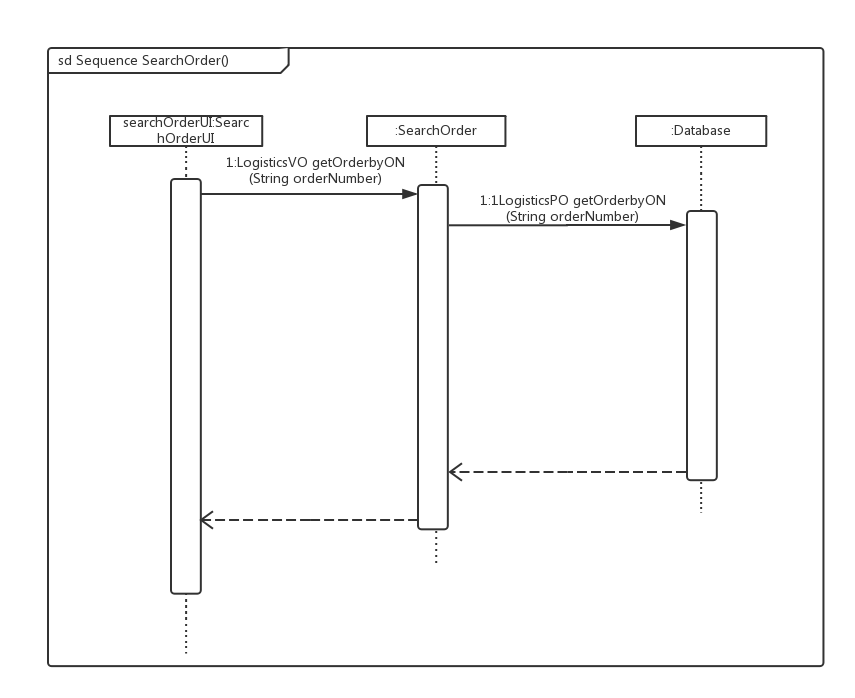 sd Sequence SearchOrder()
searchOrderUI:Searc
hOrderUI
:SearchOrder
:Database
1:LogisticsVO getOrderbyON
(String orderNumber)
1:1LogisticsPO getOrderbyON
(String orderNumber)